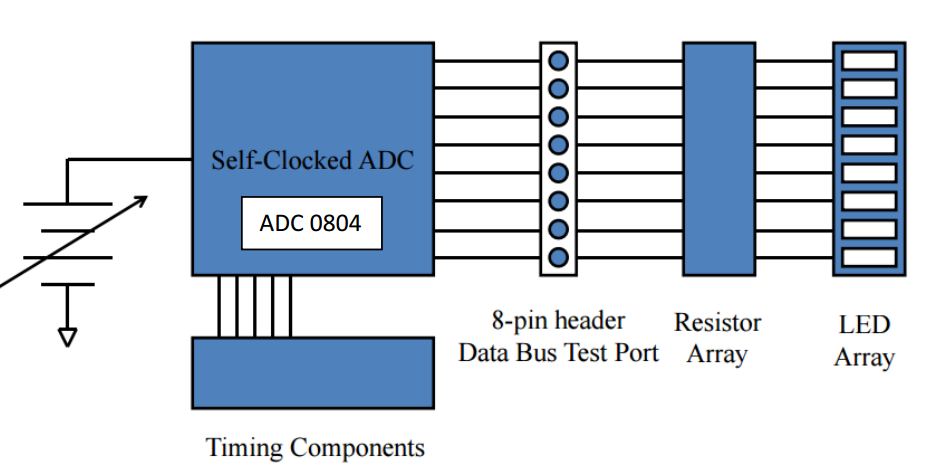 Self-Clocked ADC
ADC 0804
8-pin header
Data Bus Test Port
Resistor
Array
LED
Array
Timing Components